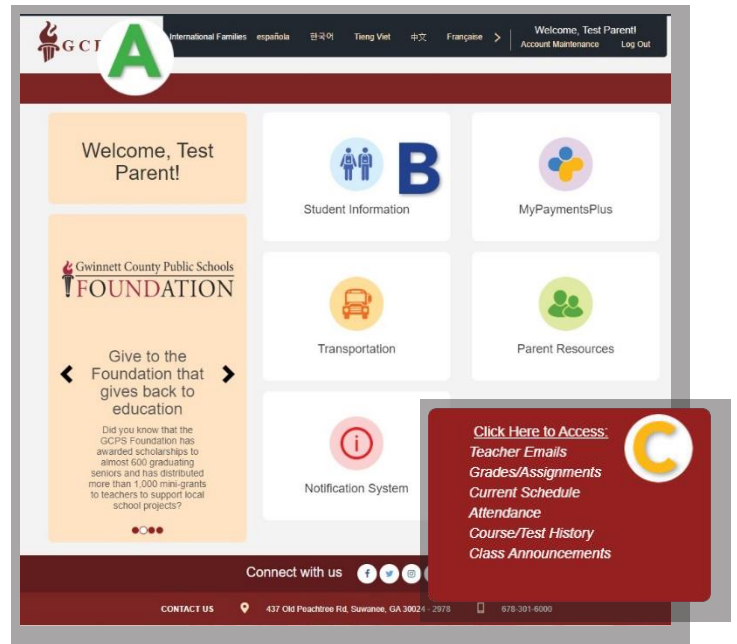 GCP
A
International Families española 한국어 Tieng Viet 中文 Française
Welcome, Test Parent!
Account Maintenance Log Out
Welcome, Test
Parent!
B
Student Information
MyPaymentsPlus
Gwinnett County Public Schools
FOUNDATION
Give to the
Foundation that
gives back to
education
Did you know that the
GCPS Foundation has
awarded scholarships to
almost 600 graduating
seniors and has distributed
more than 1,000 mini-grants
to teachers to support local
school projects?
Transportation
Parent Resources
Notification System
Click Here to Access:
Teacher Emails
Grades/Assignments
Current Schedule
Attendance
Course/Test History
Class Announcements
C
Connect with us
CONTACT US 437 Old Peachtree Rd, Suwanee, GA 30024 - 2978 678-301-6000